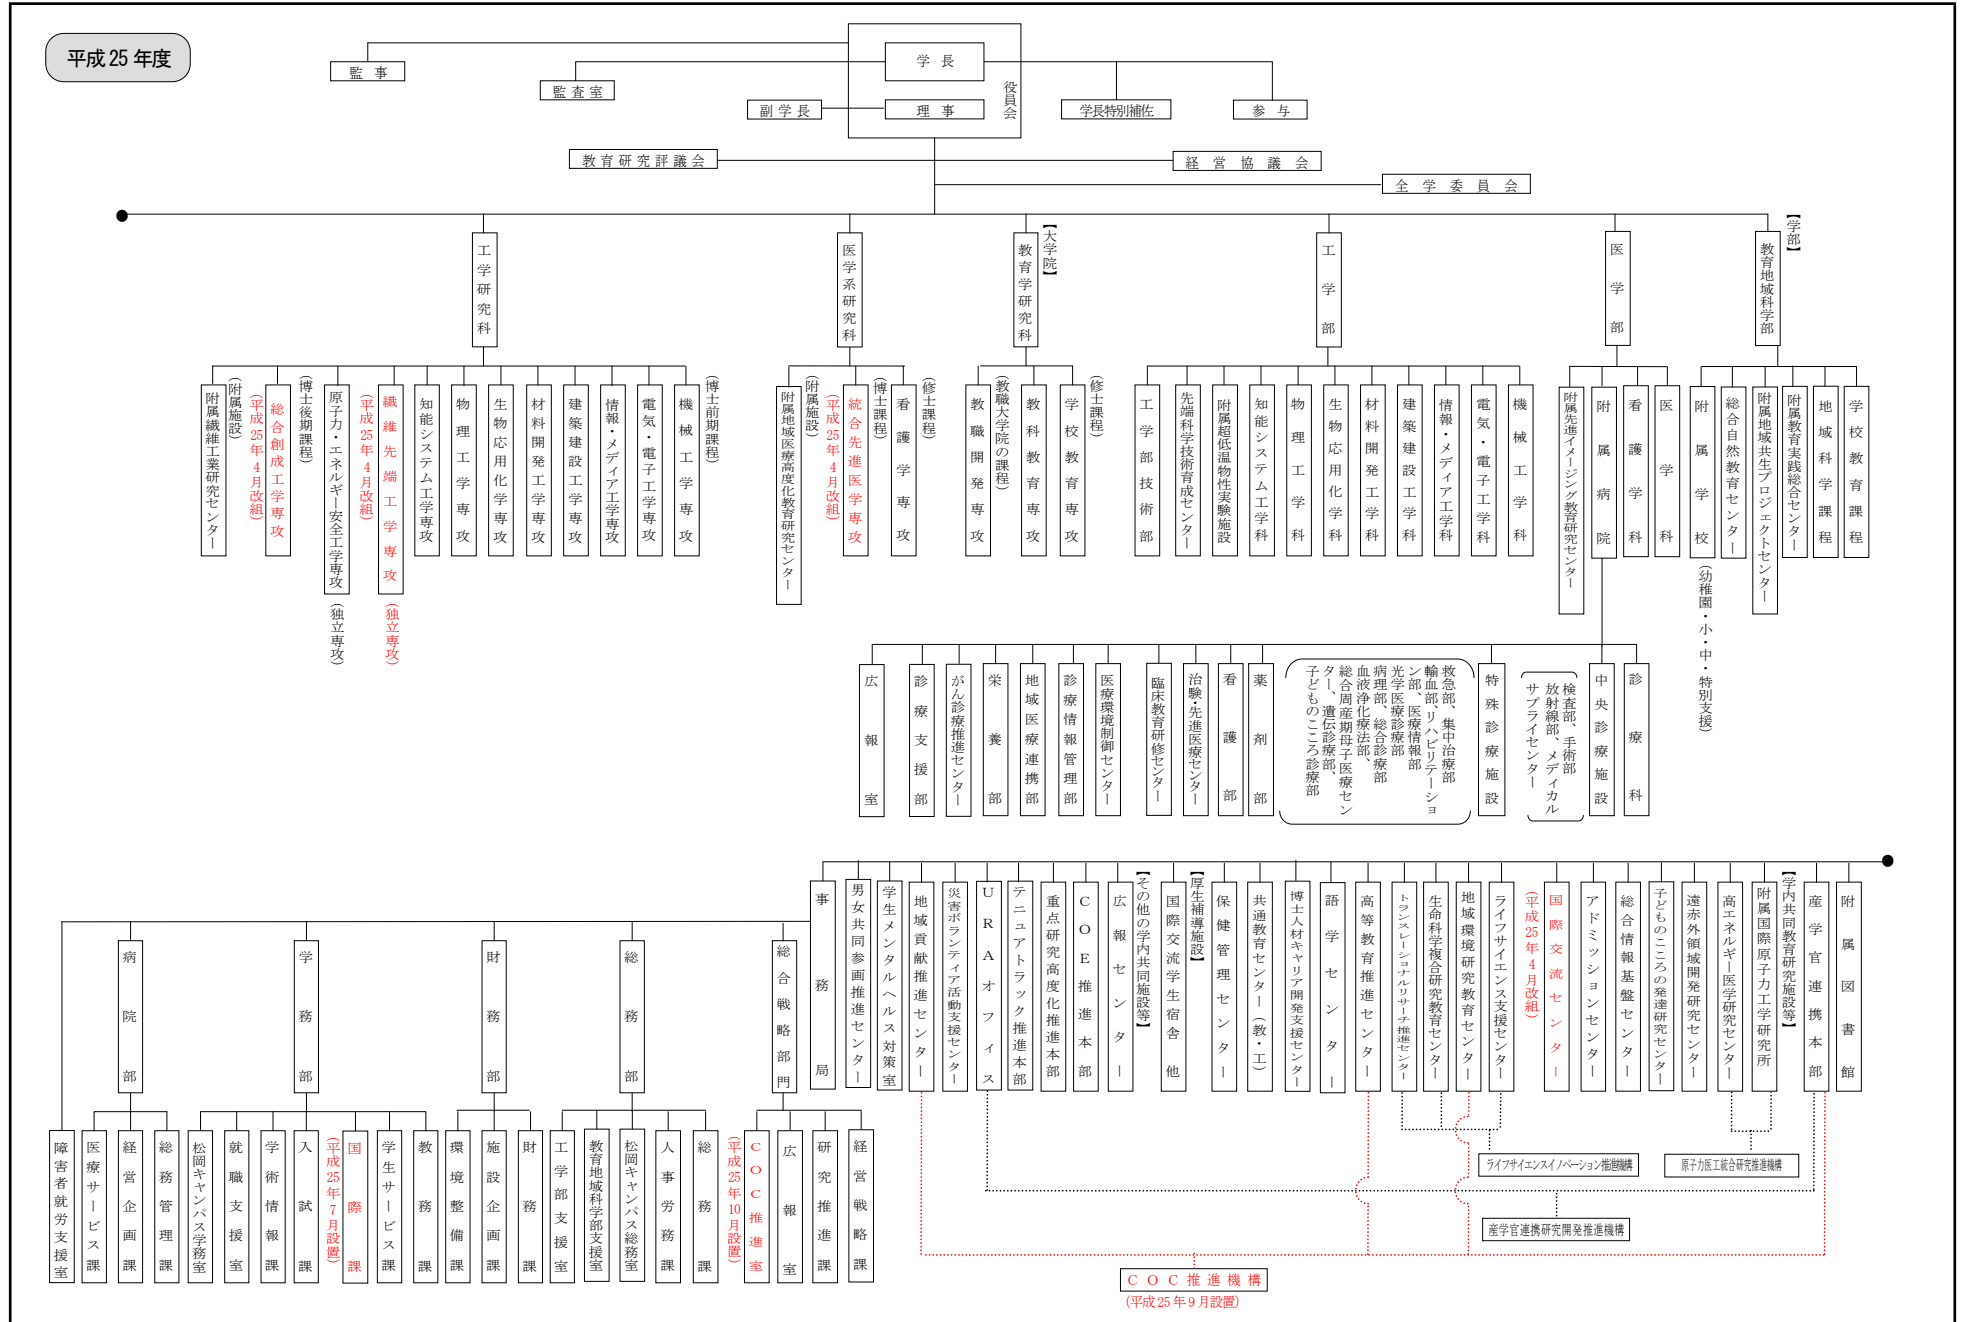 平成25年度
監事
監査室
学長
役員会
副学長
理事
学長特別補佐
参与
教育研究評議会
経営協議会
全学委員会
【学部】
教育地域科学部
学校教育課程
地域科学課程
附属教育実践総合センター
附属地域共生プロジェクトセンター
総合自然教育センター
附属学校
(幼稚園・小・中・特別支援)
医学部
医学科
看護学科
附属病院
附属先進イメージング教育研究センター
工学部
機械工学科
電気・電子工学科
情報・メディア工学科
建築建設工学科
材料開発工学科
生物応用化学科
物理工学科
知能システム工学科
附属超低温物性実験施設
先端科学技術育成センター
工学部技術部
【大学院】
教育学研究科
(修士課程)
学校教育専攻
教科教育専攻
(教職大学院の課程)
教職開発専攻
医学系研究科
(修士課程)
看護学専攻
(博士課程)
統合先進医学専攻
(平成25年4月改組)
(附属施設)
附属地域医療高度化教育研究センター
工学研究科
(博士前期課程)
機械工学専攻
電気・電子工学専攻
情報・メディア工学専攻
建築建設工学専攻
材料開発工学専攻
生物応用化学専攻
物理工学専攻
知能システム工学専攻
繊維先端工学専攻
(独立専攻)
(平成25年4月改組)
原子力・エネルギー安全工学専攻
(独立専攻)
(博士後期課程)
総合創成工学専攻
(平成25年4月改組)
(附属施設)
附属繊維工業研究センター
診療科
中央診療施設
検査部、手術部
放射線部、メディカル
サプライセンター
特殊診療施設
救急部、集中治療部
輸血部、リハビリテーショ
ン部、医療情報部
光学医療診療部
病理部、総合診療部
血液浄化療法部、
総合周産期母子医療セン
ター、遺伝診療部、
子どものこころ診療部
薬剤部
看護部
治験・先進医療センター
臨床教育研修センター
医療環境制御センター
診療情報管理部
地域医療連携部
栄養部
がん診療推進センター
診療支援部
広報室
附属図書館
産学官連携本部
【学内共同教育研究施設等】
附属国際原子力工学研究所
高エネルギー医学研究センター
遠赤外領域開発研究センター
子どものこころの発達研究センター
総合情報基盤センター
アドミッションセンター
国際交流センター
(平成25年4月改組)
ライフサイエンス支援センター
地域環境研究教育センター
生命科学複合研究教育センター
トランスレーショナルリサーチ推進センター
高等教育推進センター
語学センター
博士人材キャリア開発支援センター
共通教育センター(教・工)
保健管理センター
【厚生補導施設】
国際交流学生宿舎 他
【その他の学内共同施設等】
広報センター
COE推進本部
重点研究高度化推進本部
テニュアトラック推進本部
URAオフィス
災害ボランティア活動支援センター
地域貢献推進センター
学生メンタルヘルス対策室
男女共同参画推進センター
事務局
総合戦略部門
経営戦略課
研究推進課
広報室
COC推進室
(平成25年10月設置)
総務部
総務課
人事労務課
松岡キャンパス総務室
教育地域科学部支援室
工学部支援室
財務部
財務課
施設企画課
環境整備課
学務部
教務課
学生サービス課
国際課
(平成25年7月設置)
入試課
学術情報課
就職支援室
松岡キャンパス学務室
病院部
総務管理課
経営企画課
医療サービス課
障害者就労支援室
ライフサイエンスイノベーション推進機構
原子力医工統合研究推進機構
産学官連携研究開発推進機構
COC推進機構
(平成25年9月設置)